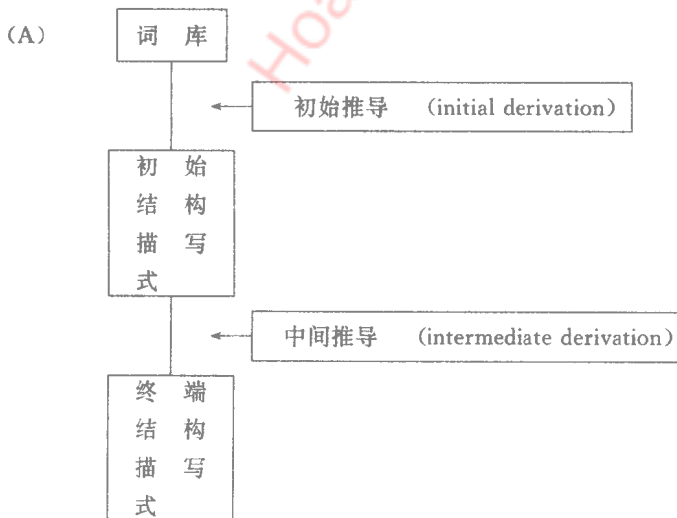 (A)
词 库
初始推导 (initial derivation)
初 始
结 构
描 写
式
中间推导 (intermediate derivation)
终 端
结 构
描 写
式
Hoa